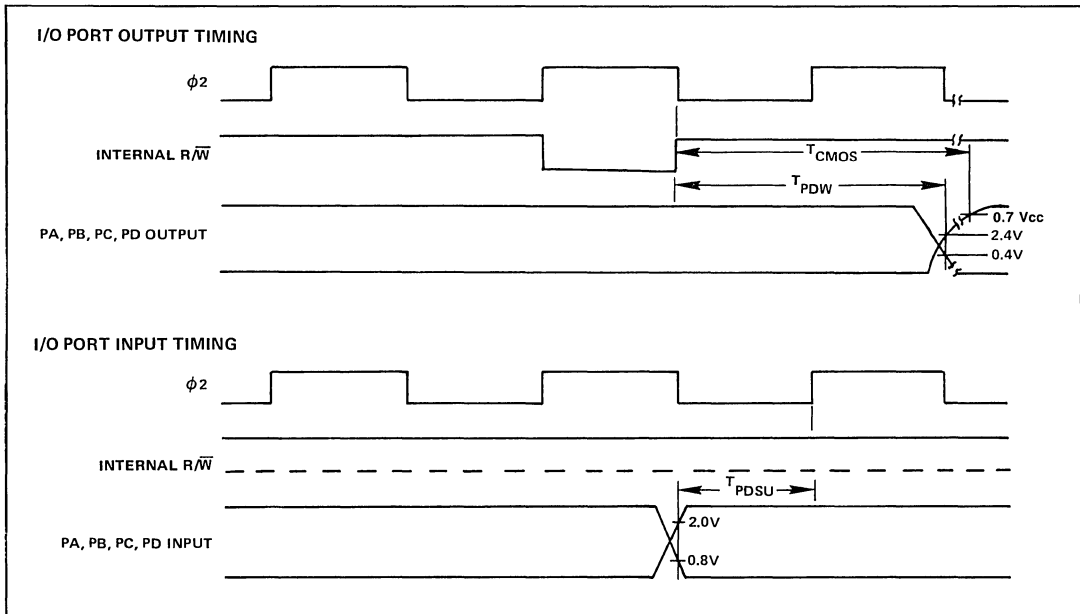 I/O PORT OUTPUT TIMING
ϕ2
INTERNAL R/W̅
T_CMOS
T_PDW
PA, PB, PC, PD OUTPUT
0.7 Vcc
2.4V
0.4V
I/O PORT INPUT TIMING
ϕ2
INTERNAL R/W̅
T_PDSU
PA, PB, PC, PD INPUT
2.0V
0.8V